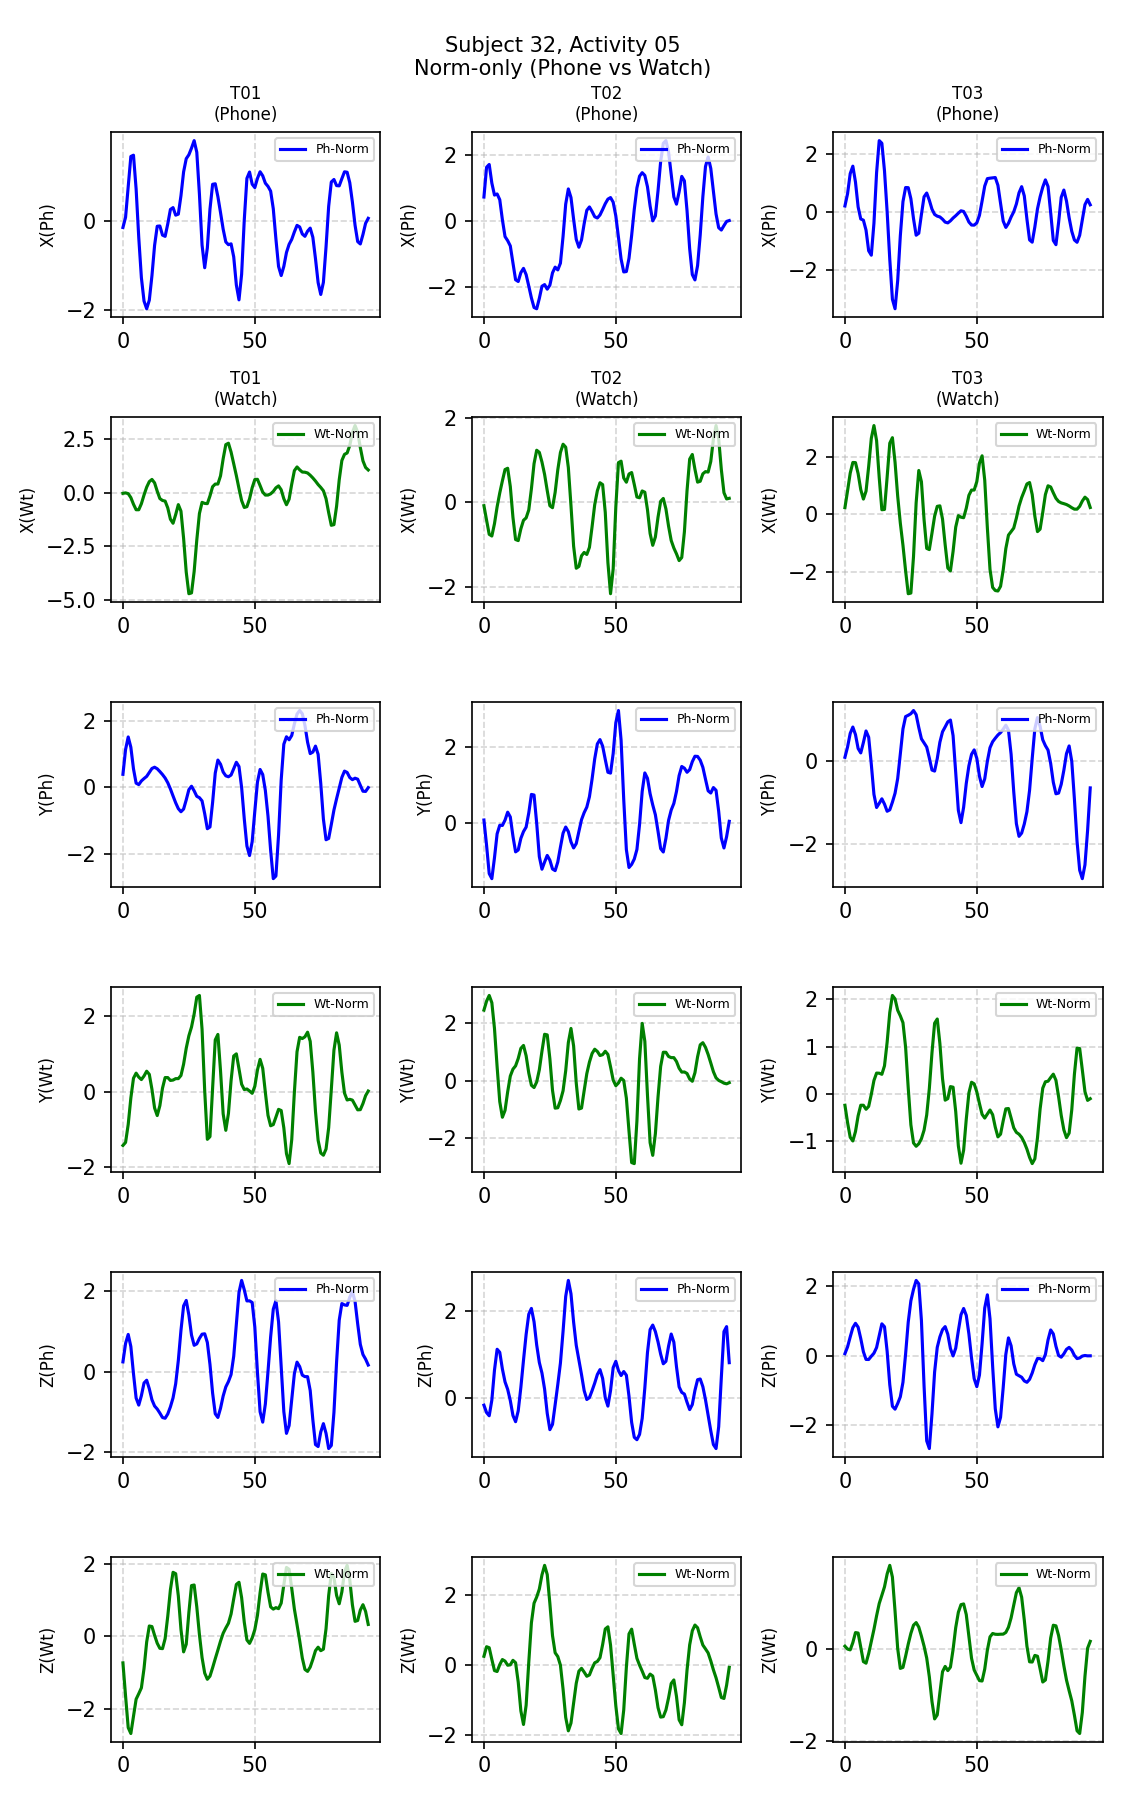 Subject 32, Activity 05
Norm-only (Phone vs Watch)
T01
(Phone)
T02
(Phone)
T03
(Phone)
X(Ph)
2
0
−2
Ph-Norm
0 50
X(Ph)
2
0
−2
Ph-Norm
0 50
X(Ph)
2
0
−2
Ph-Norm
0 50
T01
(Watch)
T02
(Watch)
T03
(Watch)
X(Wt)
2.5
0.0
−2.5
−5.0
Wt-Norm
0 50
X(Wt)
2
0
−2
Wt-Norm
0 50
X(Wt)
2
0
−2
Wt-Norm
0 50
Y(Ph)
2
0
−2
Ph-Norm
0 50
Y(Ph)
2
0
Ph-Norm
0 50
Y(Ph)
0
−2
Ph-Norm
0 50
Y(Wt)
2
0
−2
Wt-Norm
0 50
Y(Wt)
2
0
−2
Wt-Norm
0 50
Y(Wt)
2
1
0
−1
Wt-Norm
0 50
Z(Ph)
2
0
−2
Ph-Norm
0 50
Z(Ph)
2
0
Ph-Norm
0 50
Z(Ph)
2
0
−2
Ph-Norm
0 50
Z(Wt)
2
0
−2
Wt-Norm
0 50
Z(Wt)
2
0
−2
Wt-Norm
0 50
Z(Wt)
0
−2
Wt-Norm
0 50